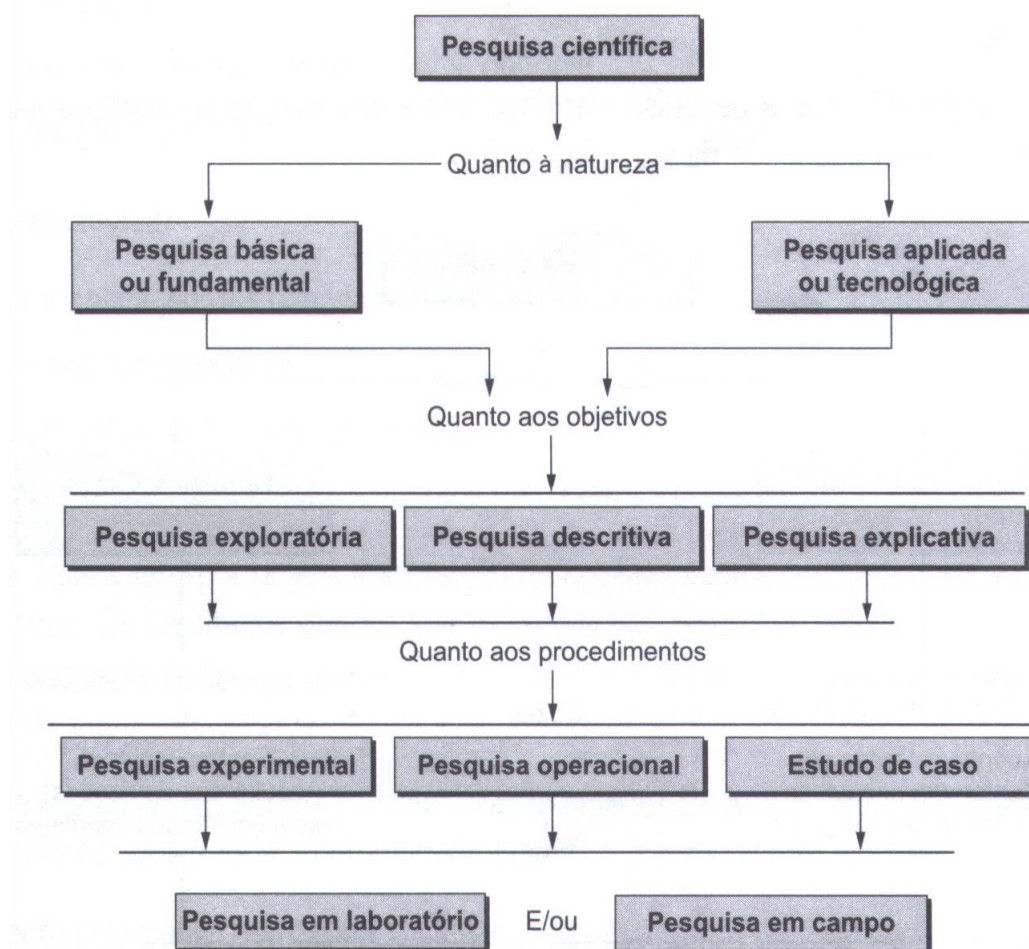 Pesquisa científica
Quanto à natureza
Pesquisa básica
ou fundamental
Pesquisa aplicada
ou tecnológica
Quanto aos objetivos
Pesquisa exploratória
Pesquisa descritiva
Pesquisa explicativa
Quanto aos procedimentos
Pesquisa experimental
Pesquisa operacional
Estudo de caso
Pesquisa em laboratório
E/ou
Pesquisa em campo